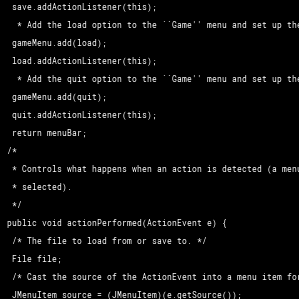 save.addActionListener(this);
* Add the load option to the ``Game'' menu and set up the
gameMenu.add(load);
load.addActionListener(this);
* Add the quit option to the ``Game'' menu and set up the
gameMenu.add(quit);
quit.addActionListener(this);
return menuBar;
/*
* Controls what happens when an action is detected (a menu
* selected).
*/
public void actionPerformed(ActionEvent e) {
/* The file to load from or save to. */
File file;
/* Cast the source of the ActionEvent into a menu item for
JMenuItem source = (JMenuItem)(e.getSource());